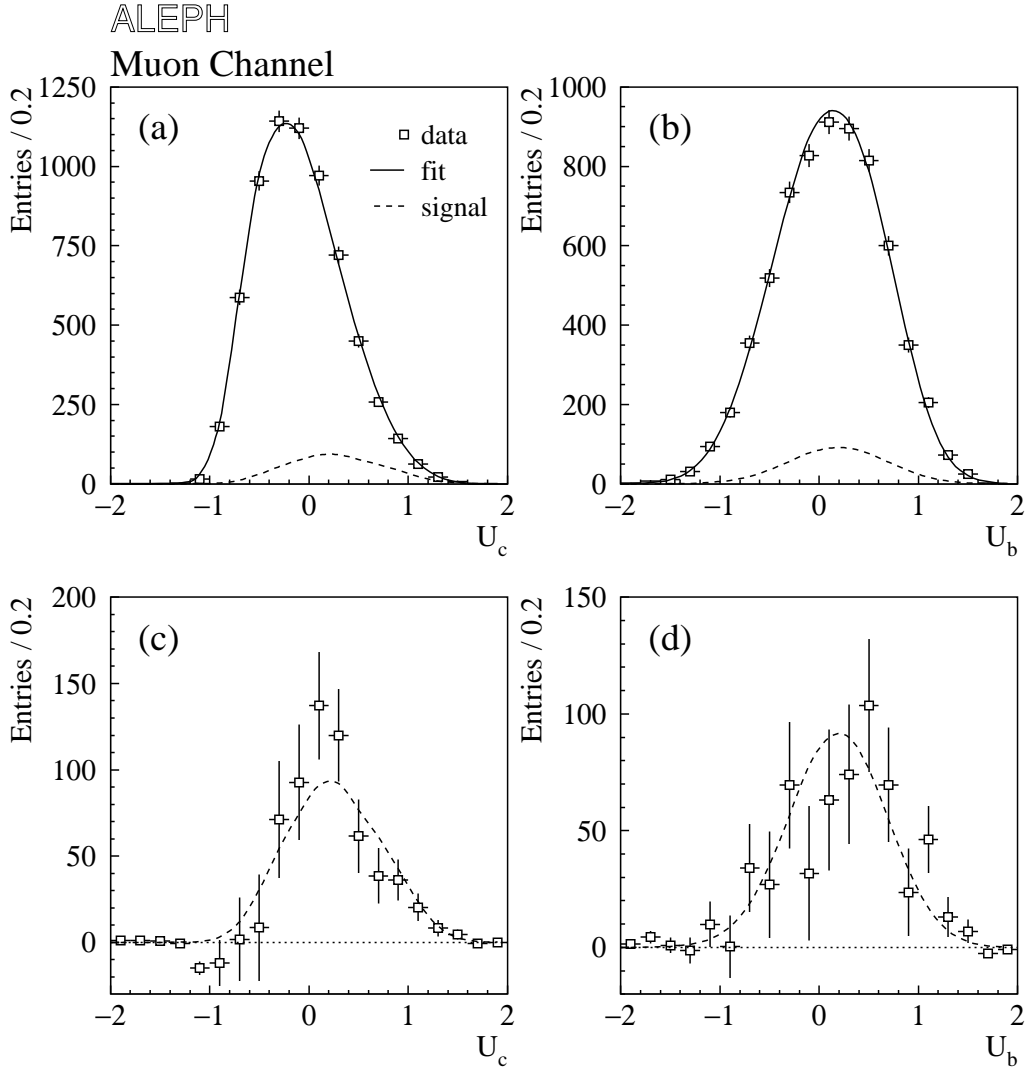 ALEPH
Muon Channel
(a)
Entries / 0.2
1250
1000
750
500
250
0
data
fit
signal
−2 −1 0 1 2
U_c
(b)
Entries / 0.2
1000
800
600
400
200
0
−2 −1 0 1 2
U_b
(c)
Entries / 0.2
200
150
100
50
0
−2 −1 0 1 2
U_c
(d)
Entries / 0.2
150
100
50
0
−2 −1 0 1 2
U_b